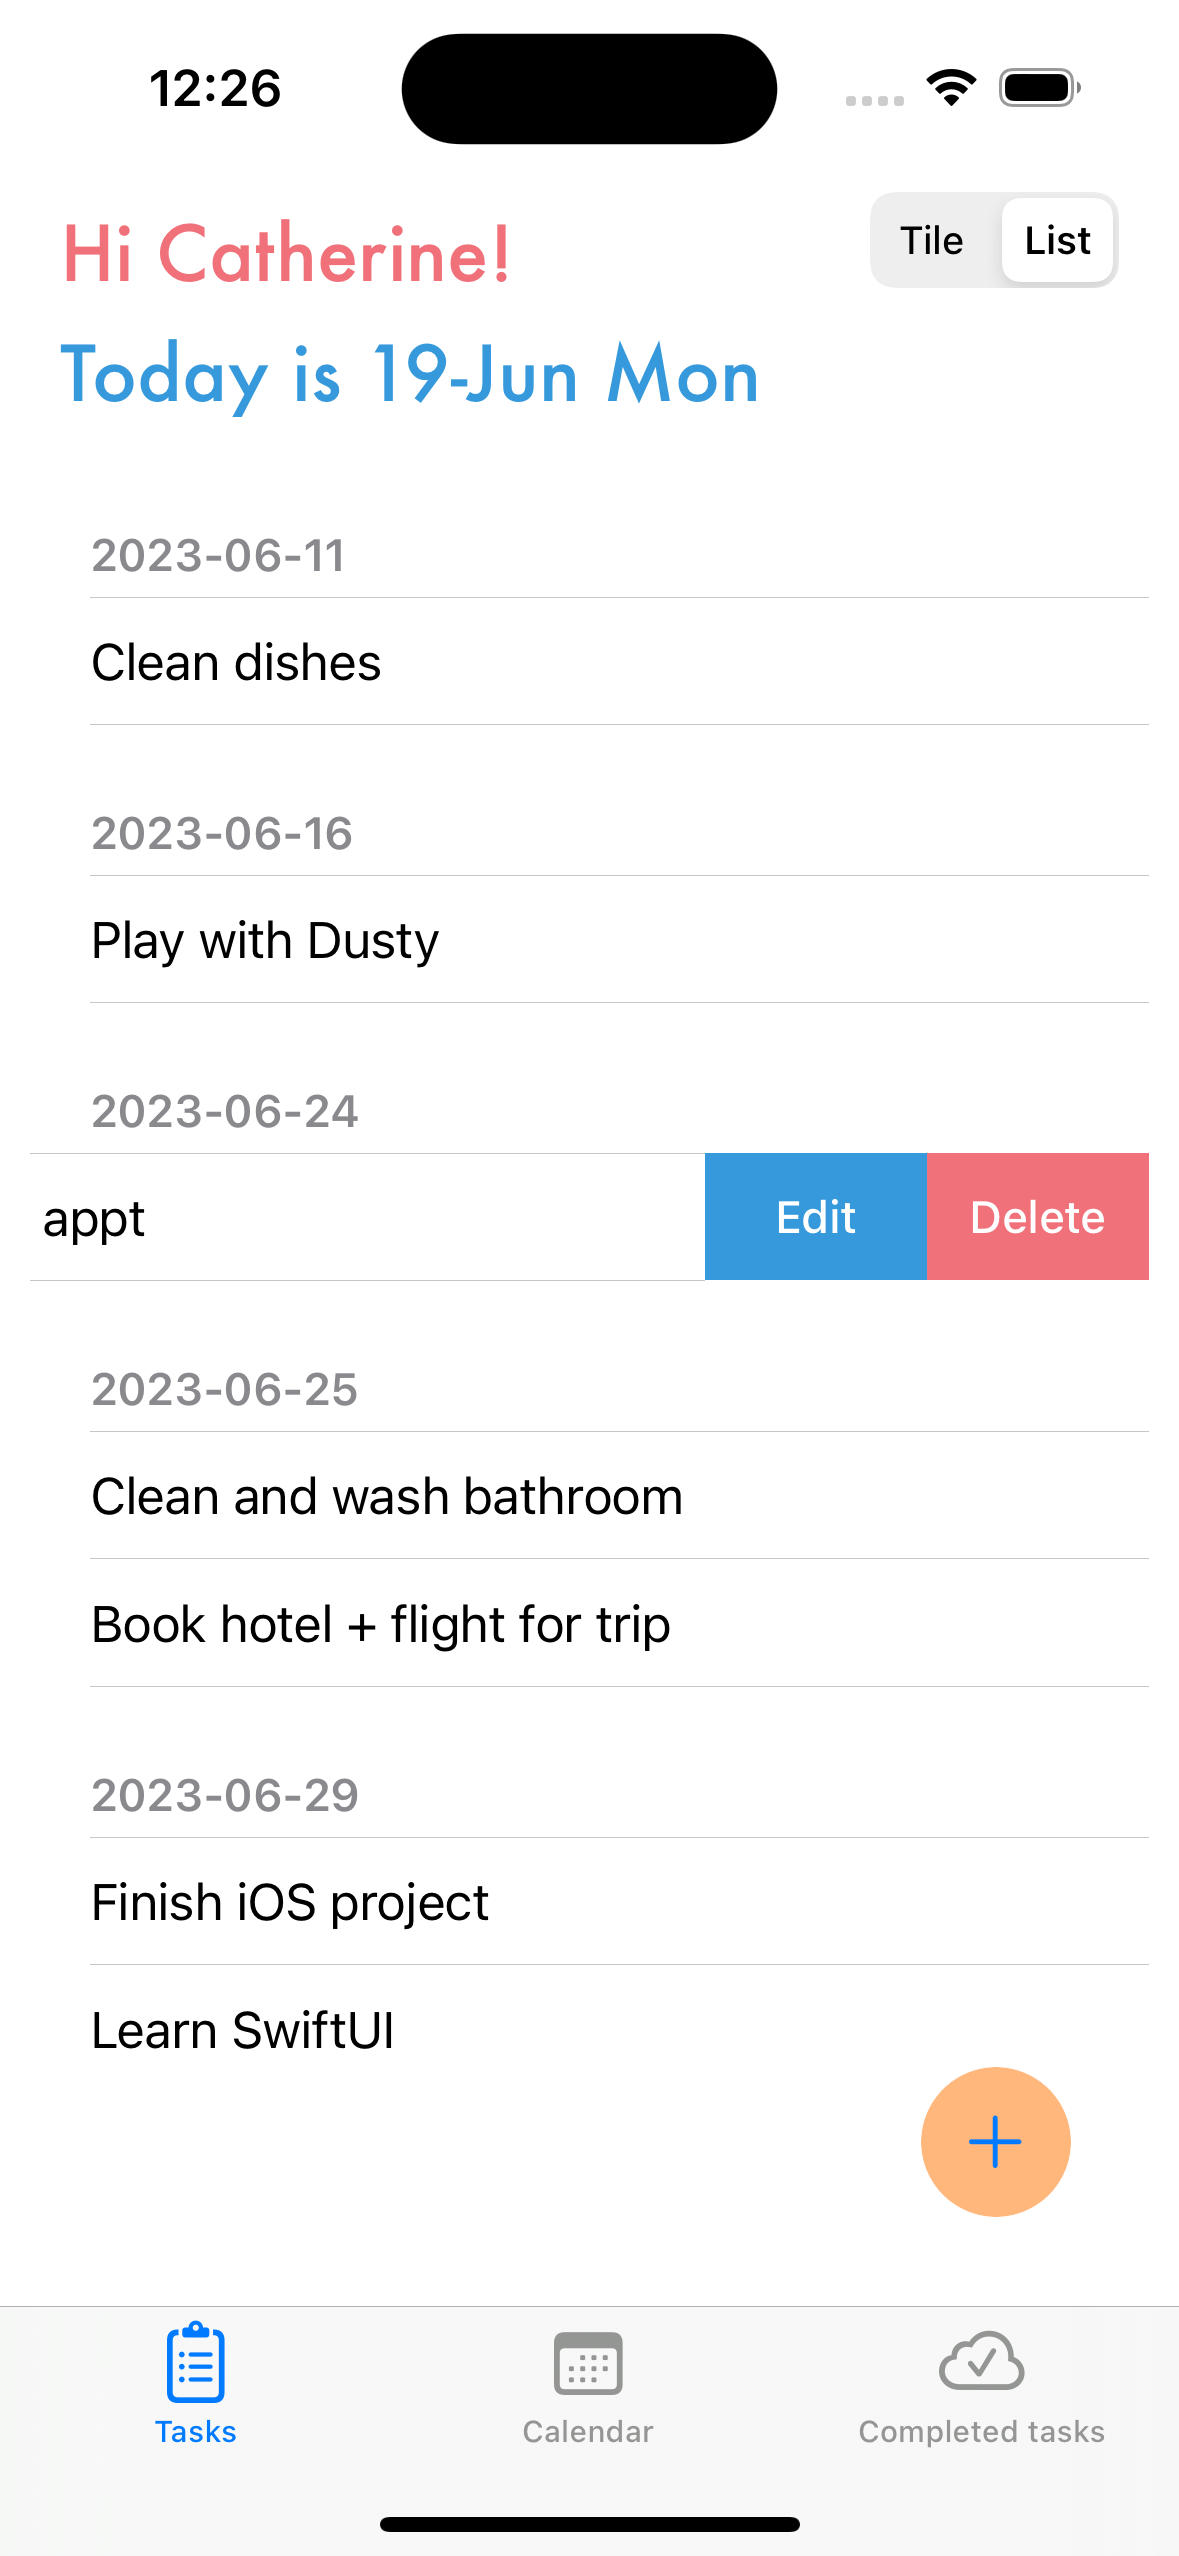 12:26
Hi Catherine!
Tile List
Today is 19-Jun Mon
2023-06-11
Clean dishes
2023-06-16
Play with Dusty
2023-06-24
appt Edit Delete
2023-06-25
Clean and wash bathroom
Book hotel + flight for trip
2023-06-29
Finish iOS project
Learn SwiftUI
Tasks Calendar Completed tasks